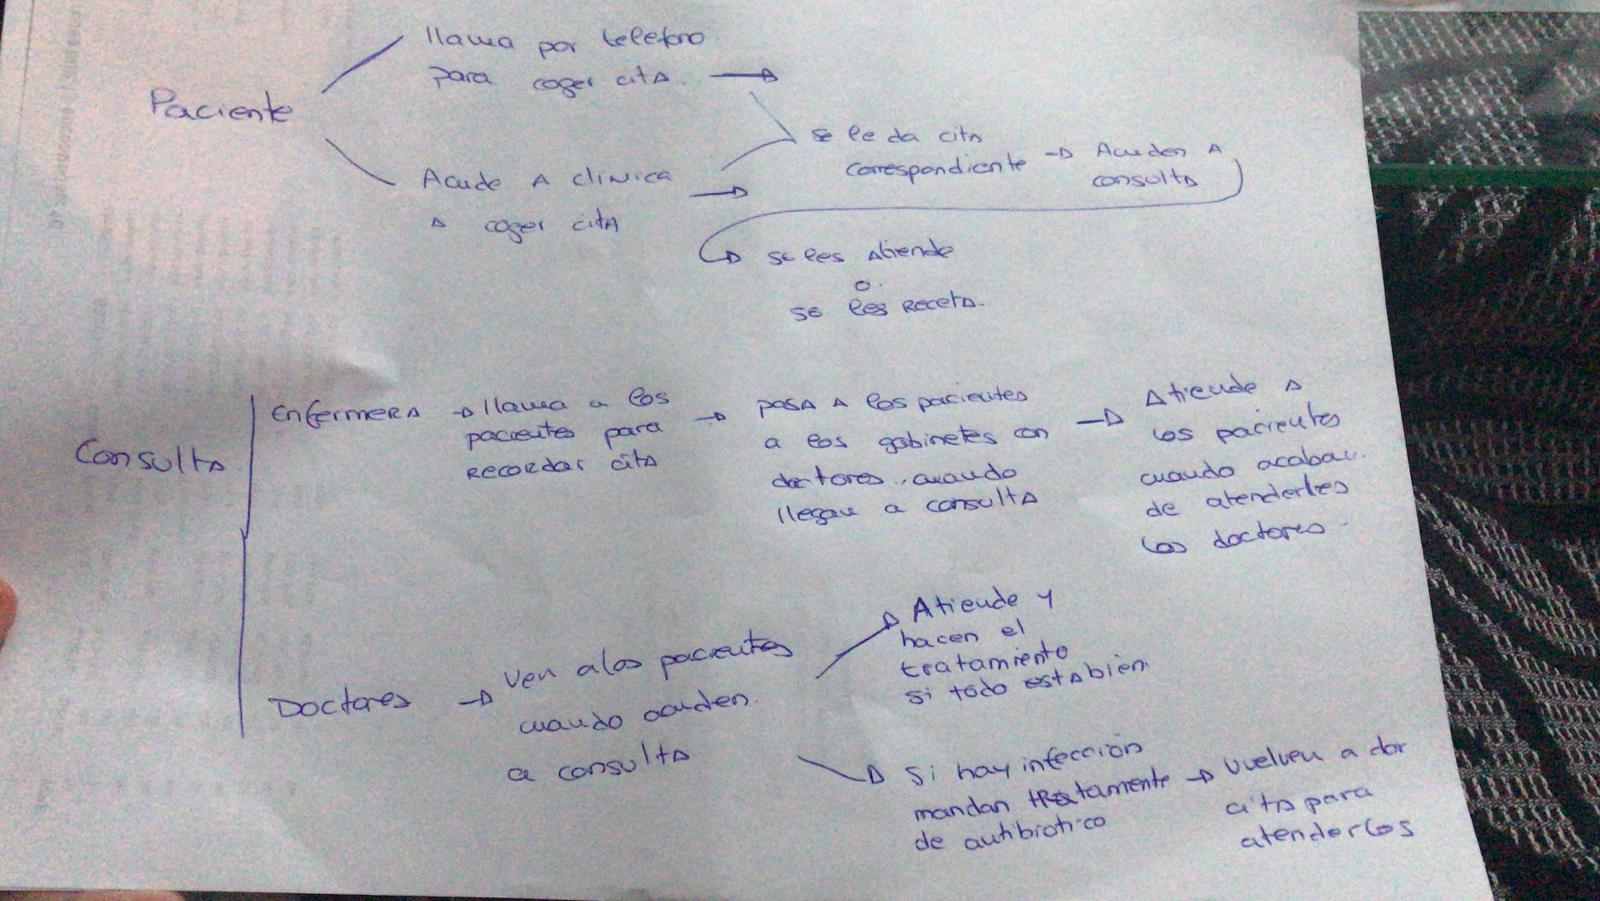 Paciente
llama por telefono
para coger cita
Acude A clinica
A coger citA
se le da cita
correspondiente → Acuden A
consulta
se les Atiende
o
se les Receta.
Consulta
EnfermeRA → llama a los
pacientes para
RECORDAR cita
→ pasa A los pacientes
a los gabinetes con
doctores, cuando
llegan a consulta
→ Atiende A
los pacientes
cuando acaban
de atenderles
los doctores
Doctores → Ven a los pacientes
cuando acuden
a consulta
Atiende y
hacen el
tratamiento
si todo esta bien.
Si hay infección
mandan tratamiente
de antibiotico
→ Vuelven a dar
cita para
atenderlos